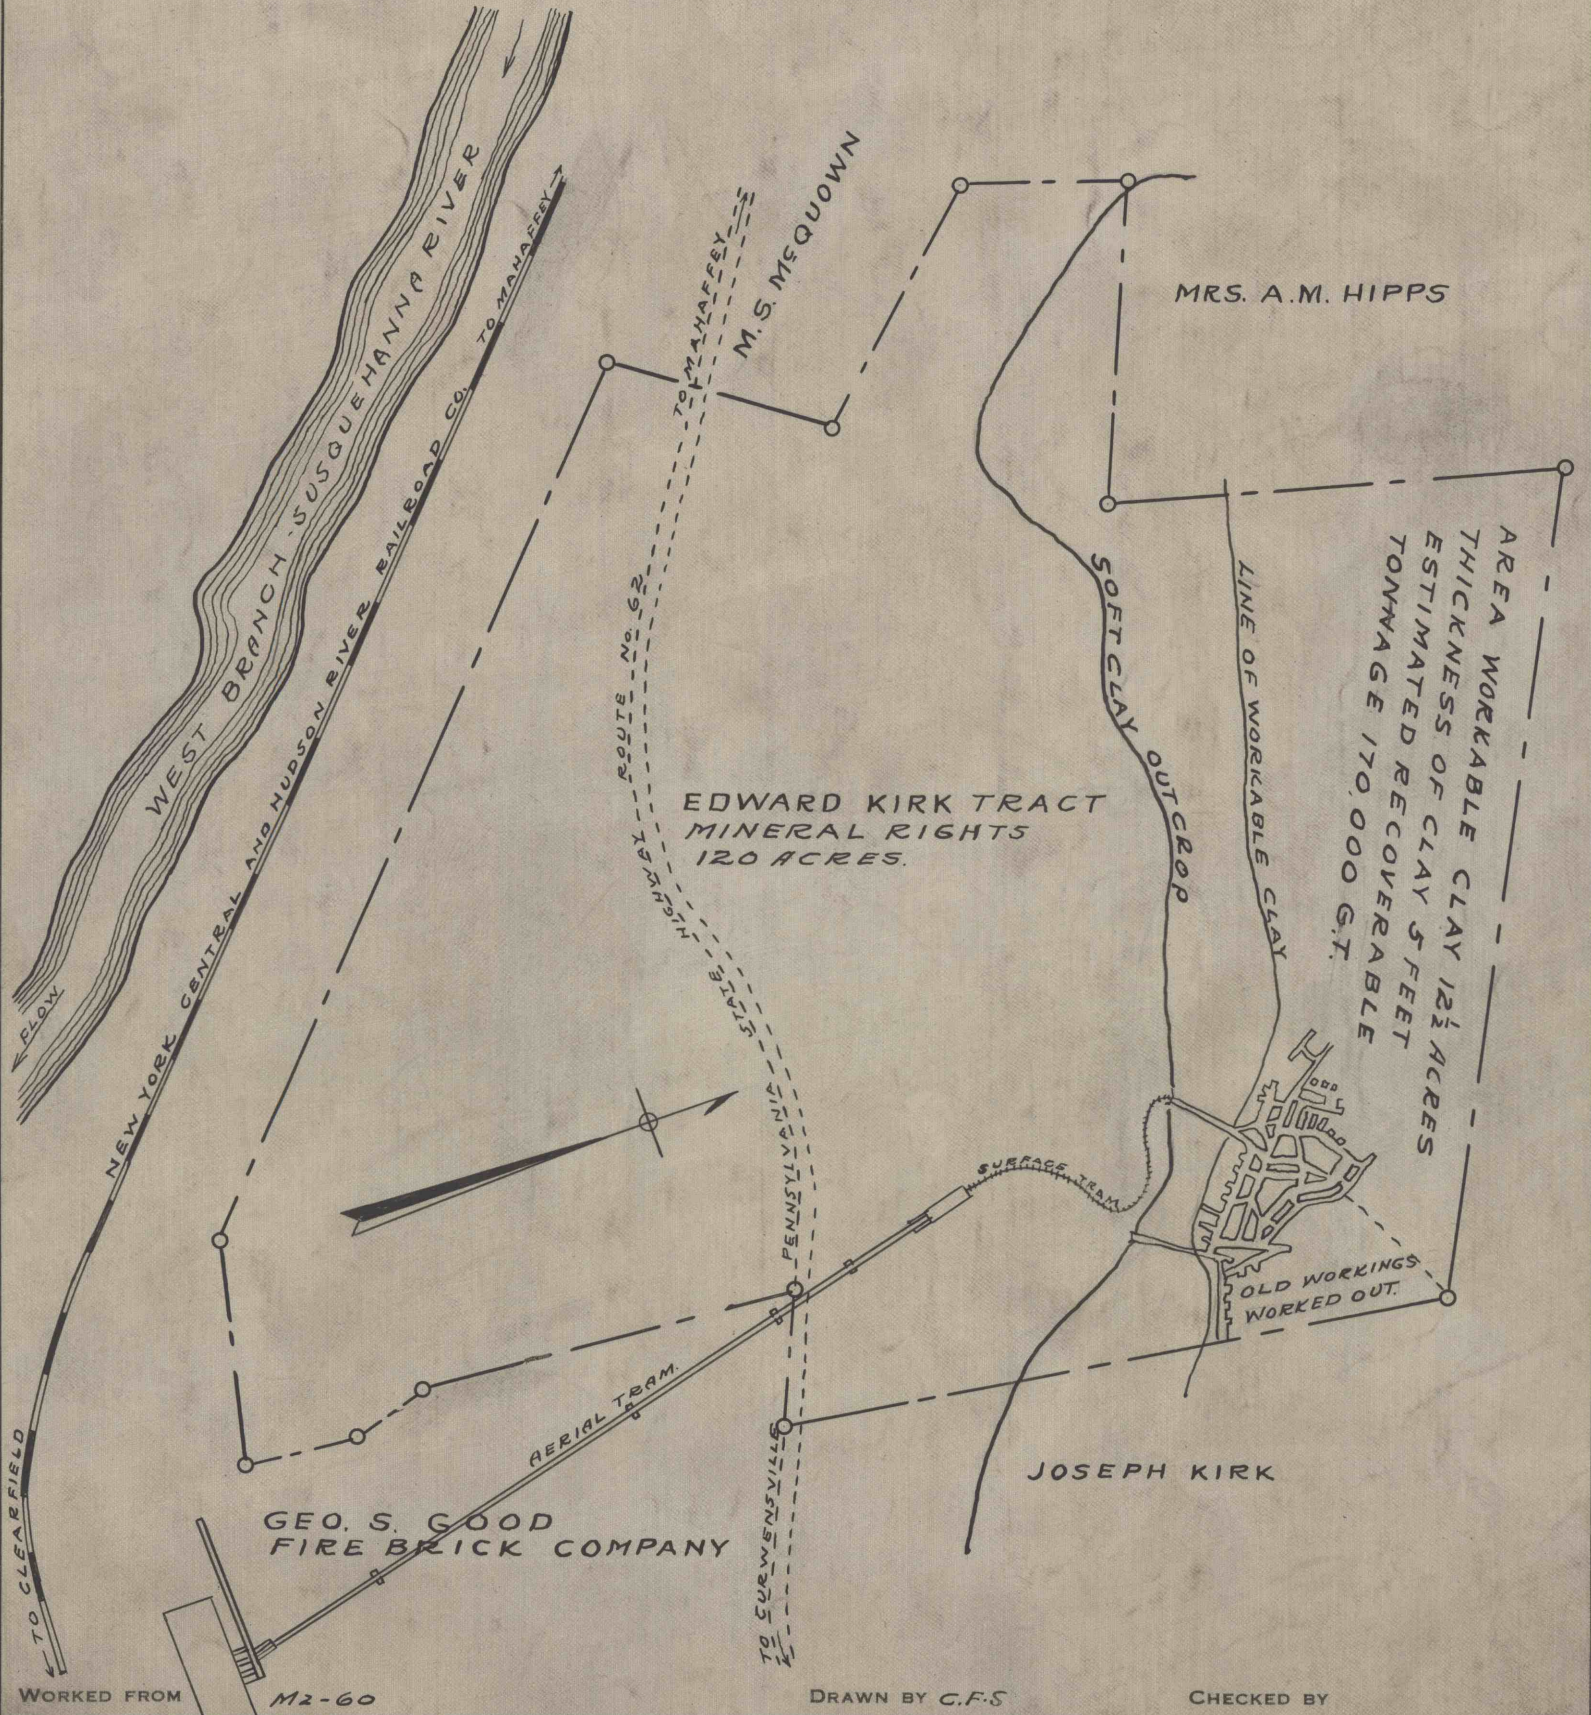 WEST BRANCH - SUSQUEHANNA RIVER
← FLOW
NEW YORK CENTRAL AND HUDSON RIVER RAILROAD CO. TO MAHAFFEY →
← TO CLEARFIELD
TO MAHAFFEY
M. S. McQUOWN
MRS. A. M. HIPPS
PENNSYLVANIA STATE HIGHWAY ROUTE No. 62
TO CURWENSVILLE
SOFT CLAY OUTCROP
LINE OF WORKABLE CLAY
AREA WORKABLE CLAY 12½ ACRES
THICKNESS OF CLAY 5 FEET
ESTIMATED RECOVERABLE
TONNAGE 170,000 G.T.
EDWARD KIRK TRACT
MINERAL RIGHTS
120 ACRES.
SURFACE TRAM
OLD WORKINGS
WORKED OUT.
AERIAL TRAM.
JOSEPH KIRK
GEO. S. GOOD
FIRE BRICK COMPANY
WORKED FROM M2-60
DRAWN BY C.F.S
CHECKED BY